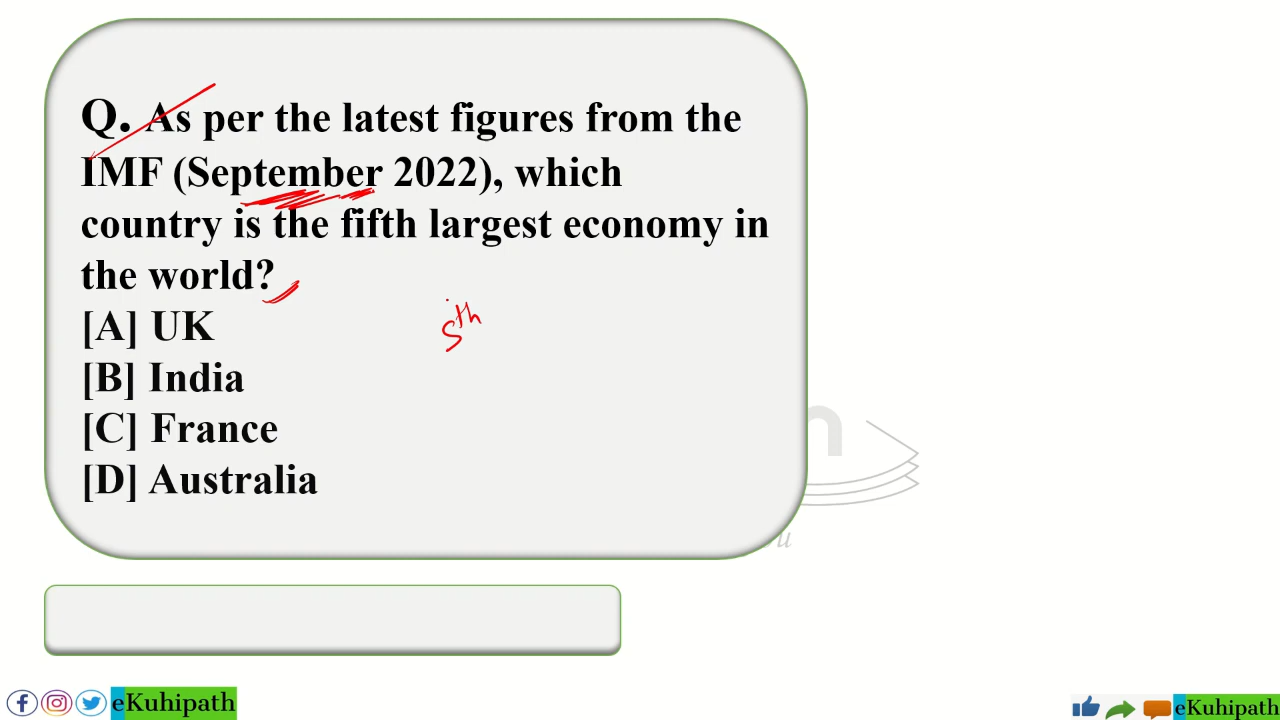 Q. As per the latest figures from the
IMF (September 2022), which
country is the fifth largest economy in
the world?
[A] UK
5th
[B] India
[C] France
[D] Australia
eKuhipath
eKuhipath